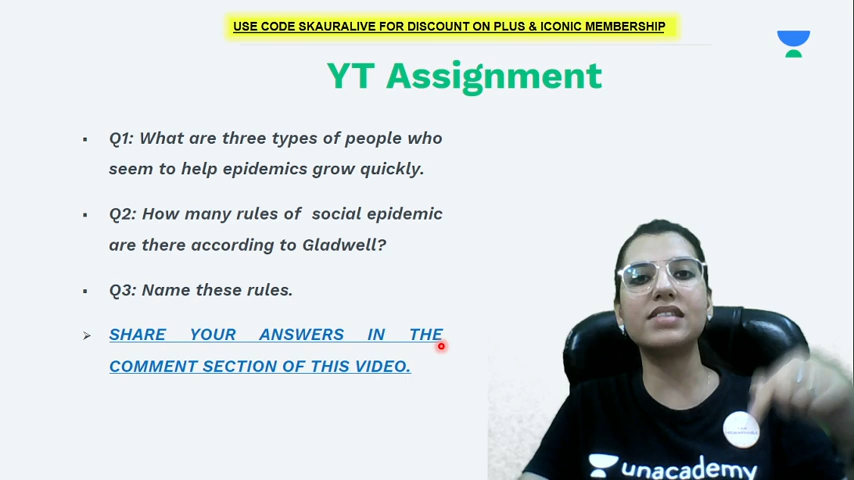 USE CODE SKAURALIVE FOR DISCOUNT ON PLUS & ICONIC MEMBERSHIP
YT Assignment
Q1: What are three types of people who
seem to help epidemics grow quickly.
Q2: How many rules of social epidemic
are there according to Gladwell?
Q3: Name these rules.
SHARE YOUR ANSWERS IN THE
COMMENT SECTION OF THIS VIDEO.
unacademy